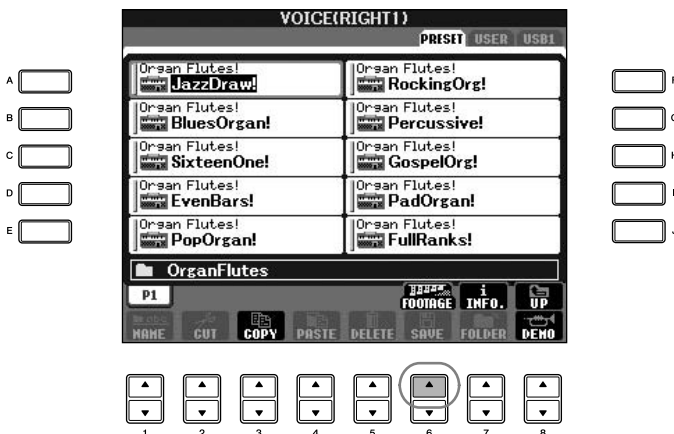 VOICE(RIGHT1)
PRESET USER USB1
A
Organ Flutes!
JazzDraw!
Organ Flutes!
RockingOrg!
B
Organ Flutes!
BluesOrgan!
Organ Flutes!
Percussive!
C
Organ Flutes!
SixteenOne!
Organ Flutes!
GospelOrg!
D
Organ Flutes!
EvenBars!
Organ Flutes!
PadOrgan!
E
Organ Flutes!
PopOrgan!
Organ Flutes!
FullRanks!
OrganFlutes
P1
FOOTAGE INFO. UP
NAME CUT COPY PASTE DELETE SAVE FOLDER DEMO
1 2 3 4 5 6 7 8